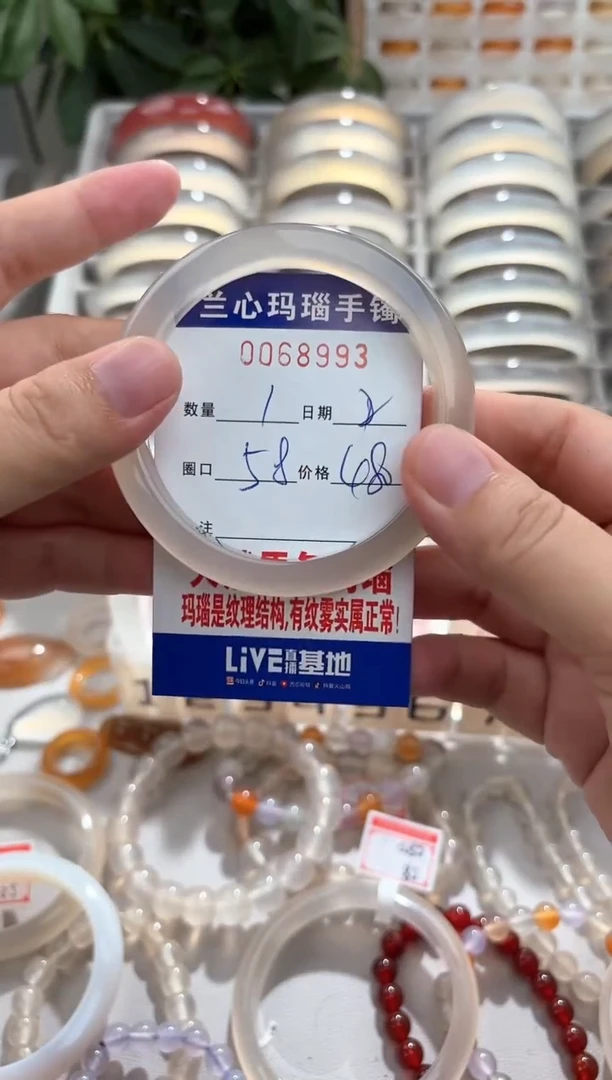 兰心玛瑙手镯
0068993
数量 1 日期 2
圈口 58 价格 68
注
玛瑙是纹理结构,有纹雾实属正常!
LiVE直播基地